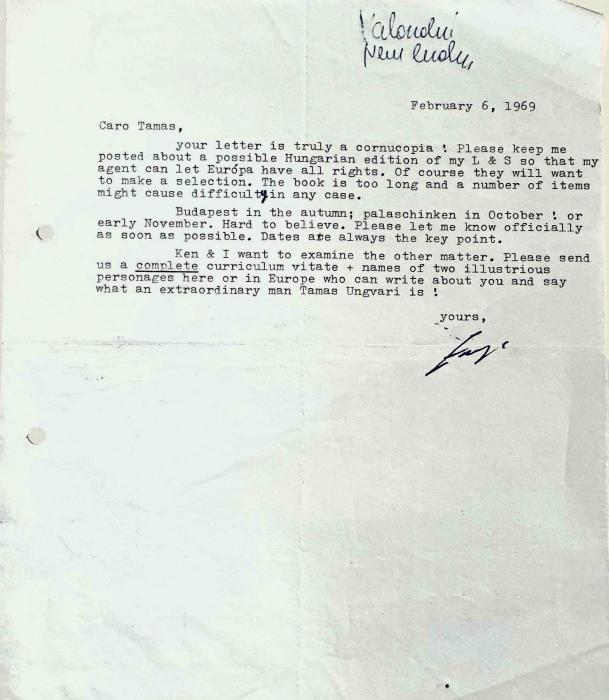 February 6, 1969
Caro Tamas,
your letter is truly a cornucopia ! Please keep me
posted about a possible Hungarian edition of my L & S so that my
agent can let Európa have all rights. Of course they will want
to make a selection. The book is too long and a number of items
might cause difficulty in any case.
Budapest in the autumn; palaschinken in October ! or
early November. Hard to believe. Please let me know officially
as soon as possible. Dates are always the key point.
Ken & I want to examine the other matter. Please send
us a complete curriculum vitate + names of two illustrious
personages here or in Europe who can write about you and say
what an extraordinary man Tamas Ungvari is !
yours,